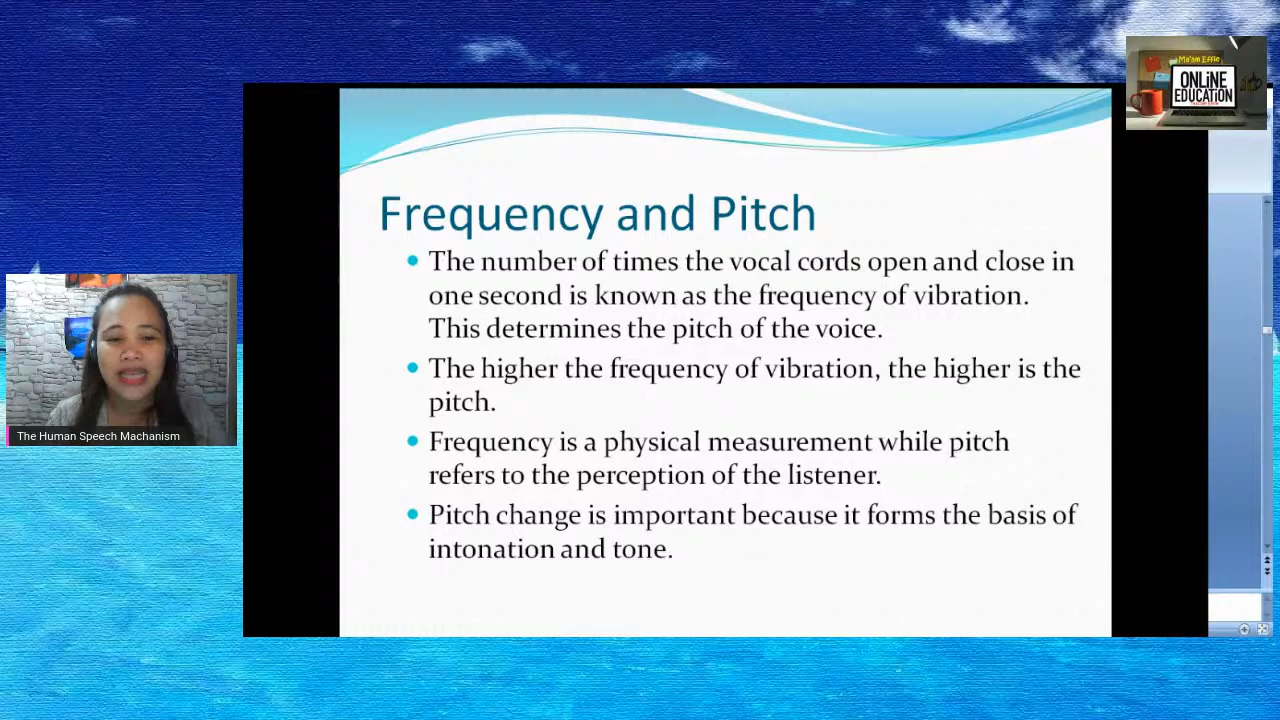 Ma'am Effie
ONLINE
EDUCATION
Frequency and Pitch
The number of times the vocal cords open and close in
one second is known as the frequency of vibration.
This determines the pitch of the voice.
The higher the frequency of vibration, the higher is the
pitch.
Frequency is a physical measurement while pitch
refers to the perception of the listener.
Pitch change is important because it forms the basis of
intonation and tone.
The Human Speech Machanism